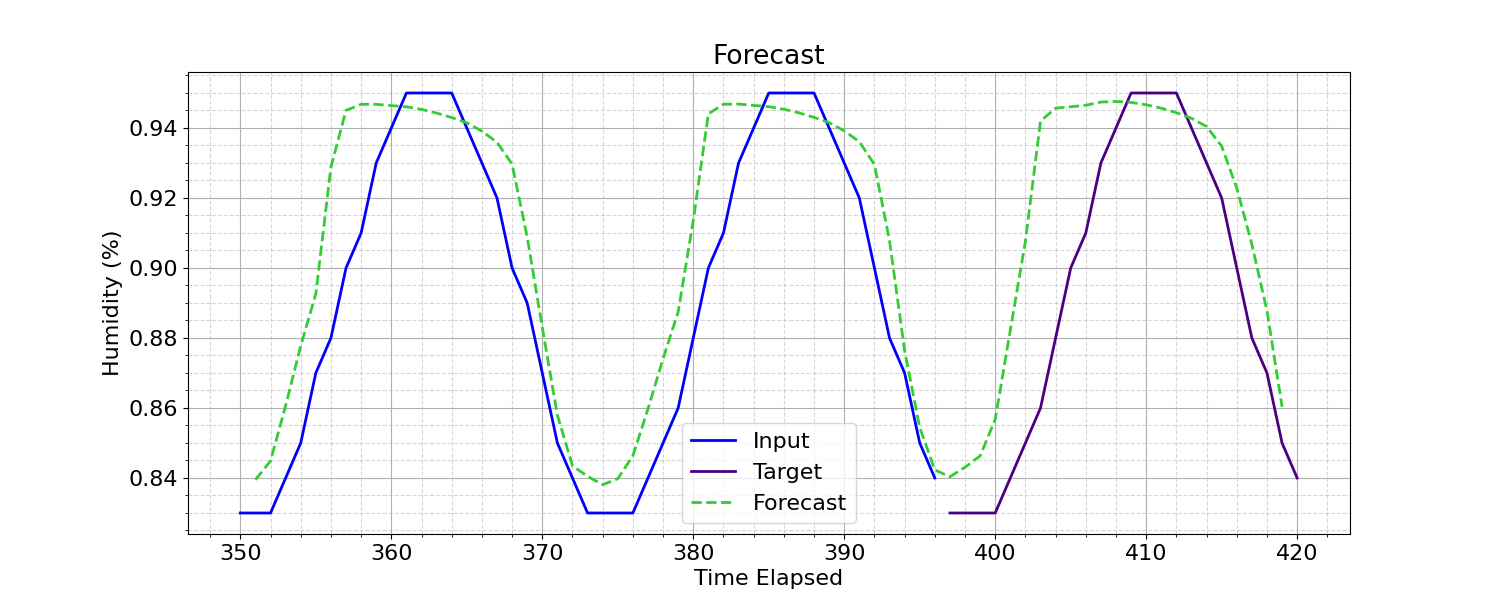 Forecast
Humidity (%)
0.94
0.92
0.90
0.88
0.86
0.84
Input
Target
Forecast
350 360 370 380 390 400 410 420
Time Elapsed